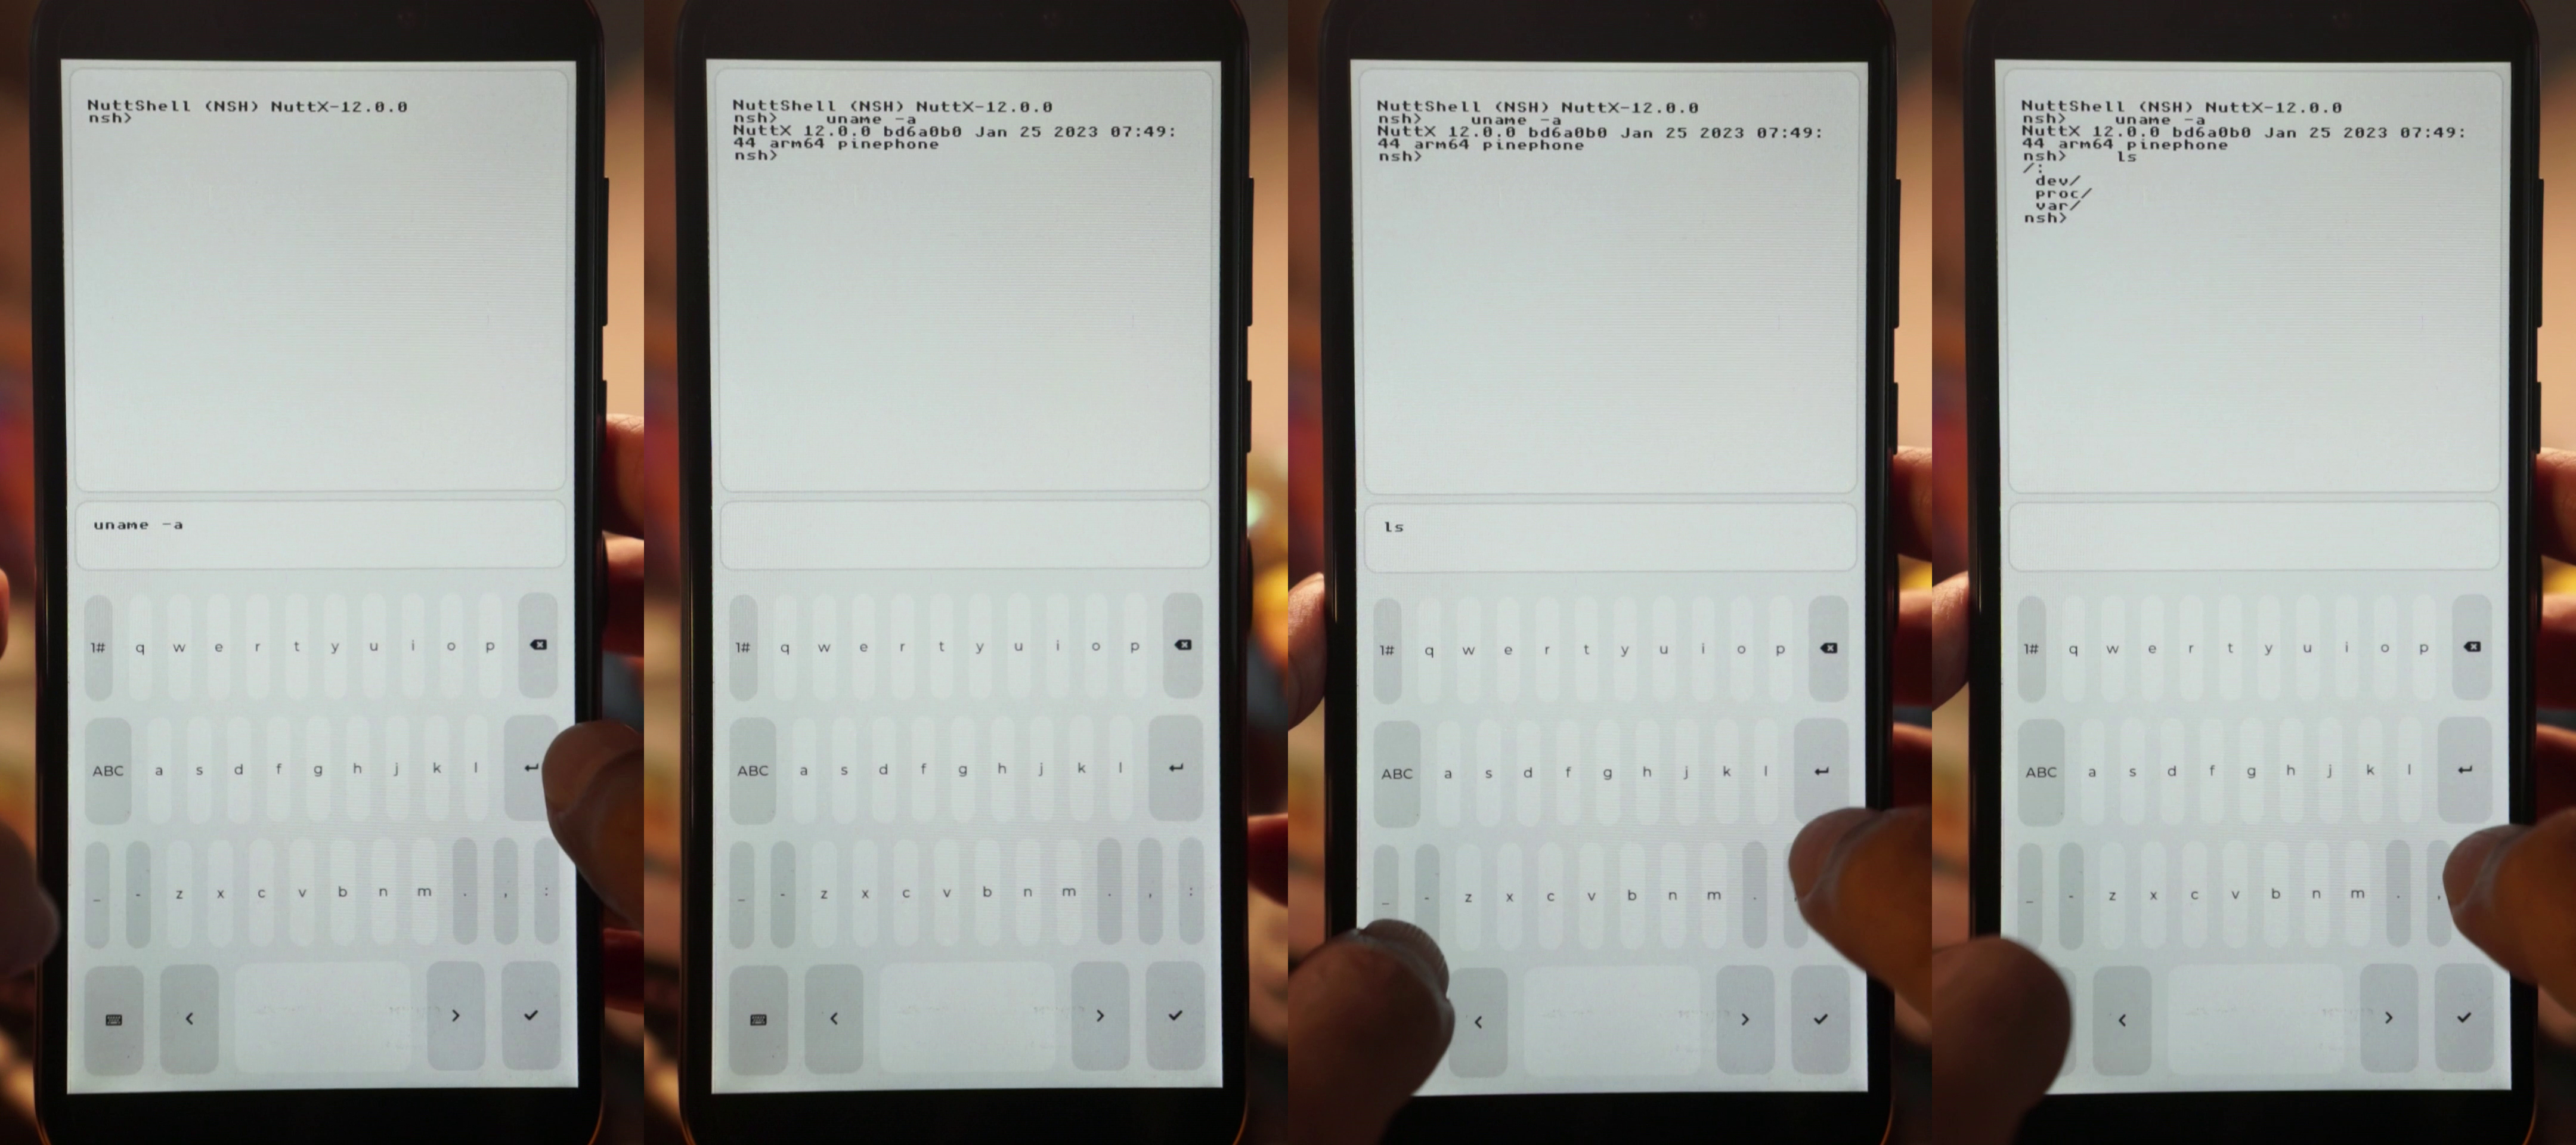 NuttShell (NSH) NuttX-12.0.0
nsh>
uname -a
1# q w e r t y u i o p
ABC a s d f g h j k l
_ - z x c v b n m . , :
< >
NuttShell (NSH) NuttX-12.0.0
nsh> uname -a
NuttX 12.0.0 bd6a0b0 Jan 25 2023 07:49:
44 arm64 pinephone
nsh>
1# q w e r t y u i o p
ABC a s d f g h j k l
_ - z x c v b n m . , :
< >
NuttShell (NSH) NuttX-12.0.0
nsh> uname -a
NuttX 12.0.0 bd6a0b0 Jan 25 2023 07:49:
44 arm64 pinephone
nsh>
ls
1# q w e r t y u i o p
ABC a s d f g h j k l
_ - z x c v b n m .
< >
NuttShell (NSH) NuttX-12.0.0
nsh> uname -a
NuttX 12.0.0 bd6a0b0 Jan 25 2023 07:49:
44 arm64 pinephone
nsh> ls
/:
dev/
proc/
var/
nsh>
1# q w e r t y u i o p
ABC a s d f g h j k l
_ - z x c v b n m . ,
< >